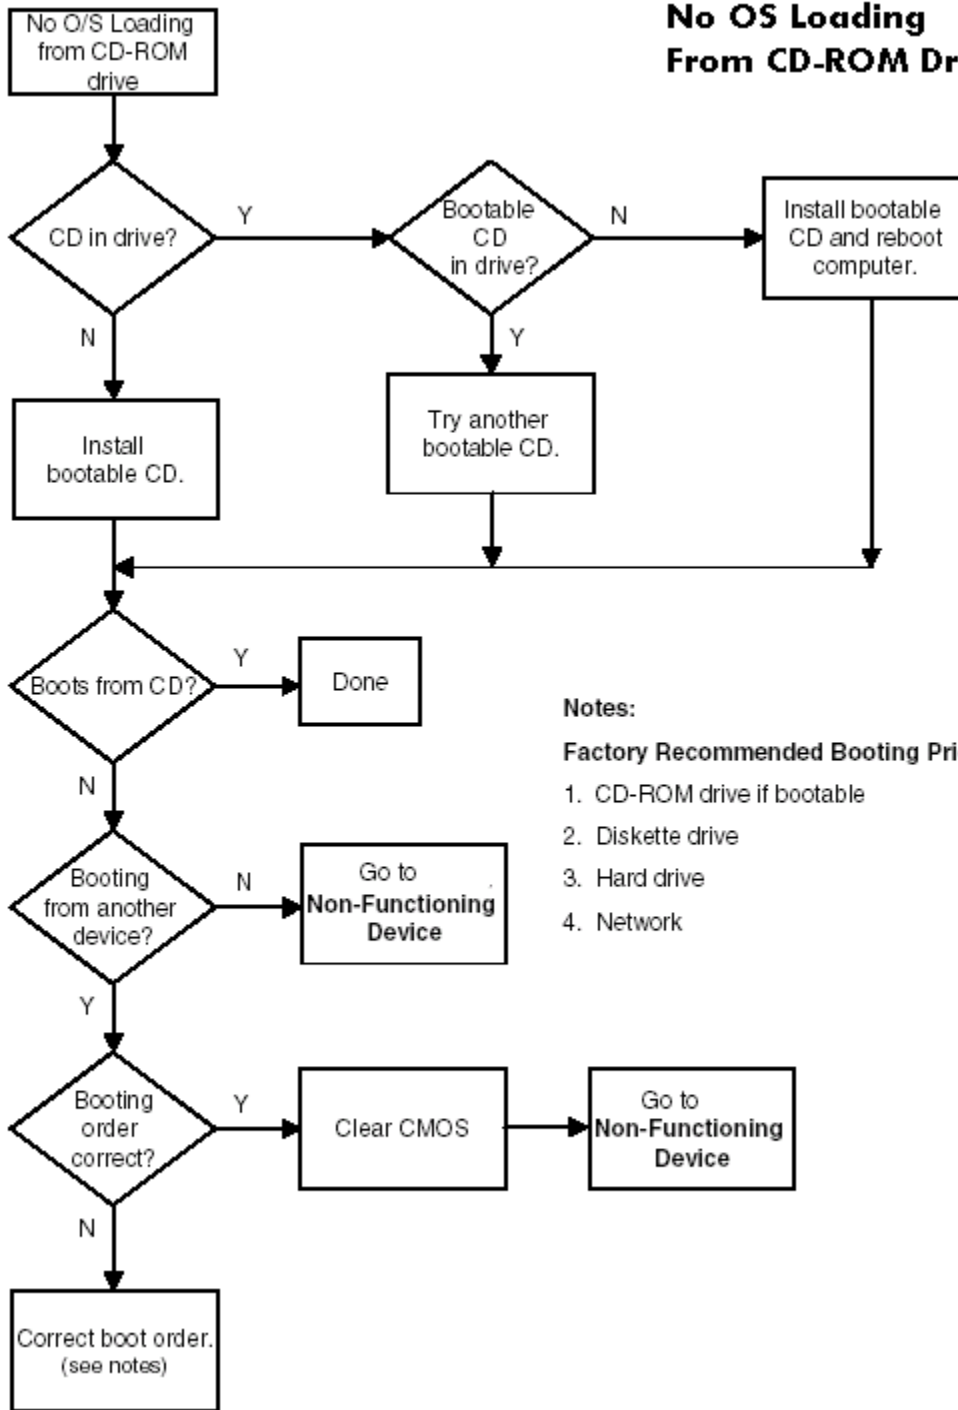 No OS Loading
From CD-ROM Dr
No O/S Loading
from CD-ROM
drive
CD in drive?
Y
N
Bootable
CD
in drive?
N
Y
Install bootable
CD and reboot
computer.
Install
bootable CD.
Try another
bootable CD.
Boots from CD?
Y
N
Done
Booting
from another
device?
N
Y
Go to
Non-Functioning
Device
Booting
order
correct?
Y
N
Clear CMOS
Go to
Non-Functioning
Device
Correct boot order.
(see notes)
Notes:
Factory Recommended Booting Pri
1. CD-ROM drive if bootable
2. Diskette drive
3. Hard drive
4. Network